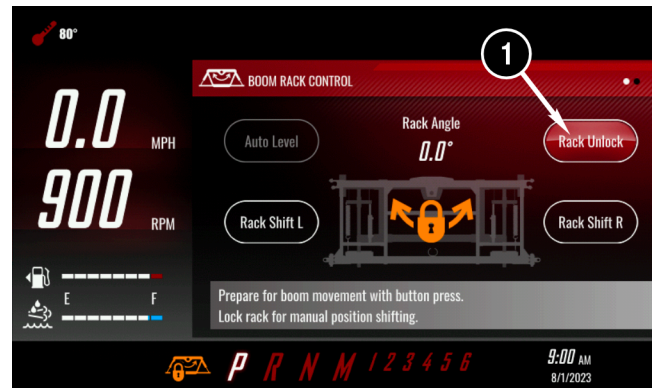 80°
1
BOOM RACK CONTROL
0.0 MPH
Auto Level
Rack Angle
0.0°
Rack Unlock
900 RPM
Rack Shift L
Rack Shift R
E F
Prepare for boom movement with button press.
Lock rack for manual position shifting.
P R N M 1 2 3 4 5 6
9:00 AM
8/1/2023